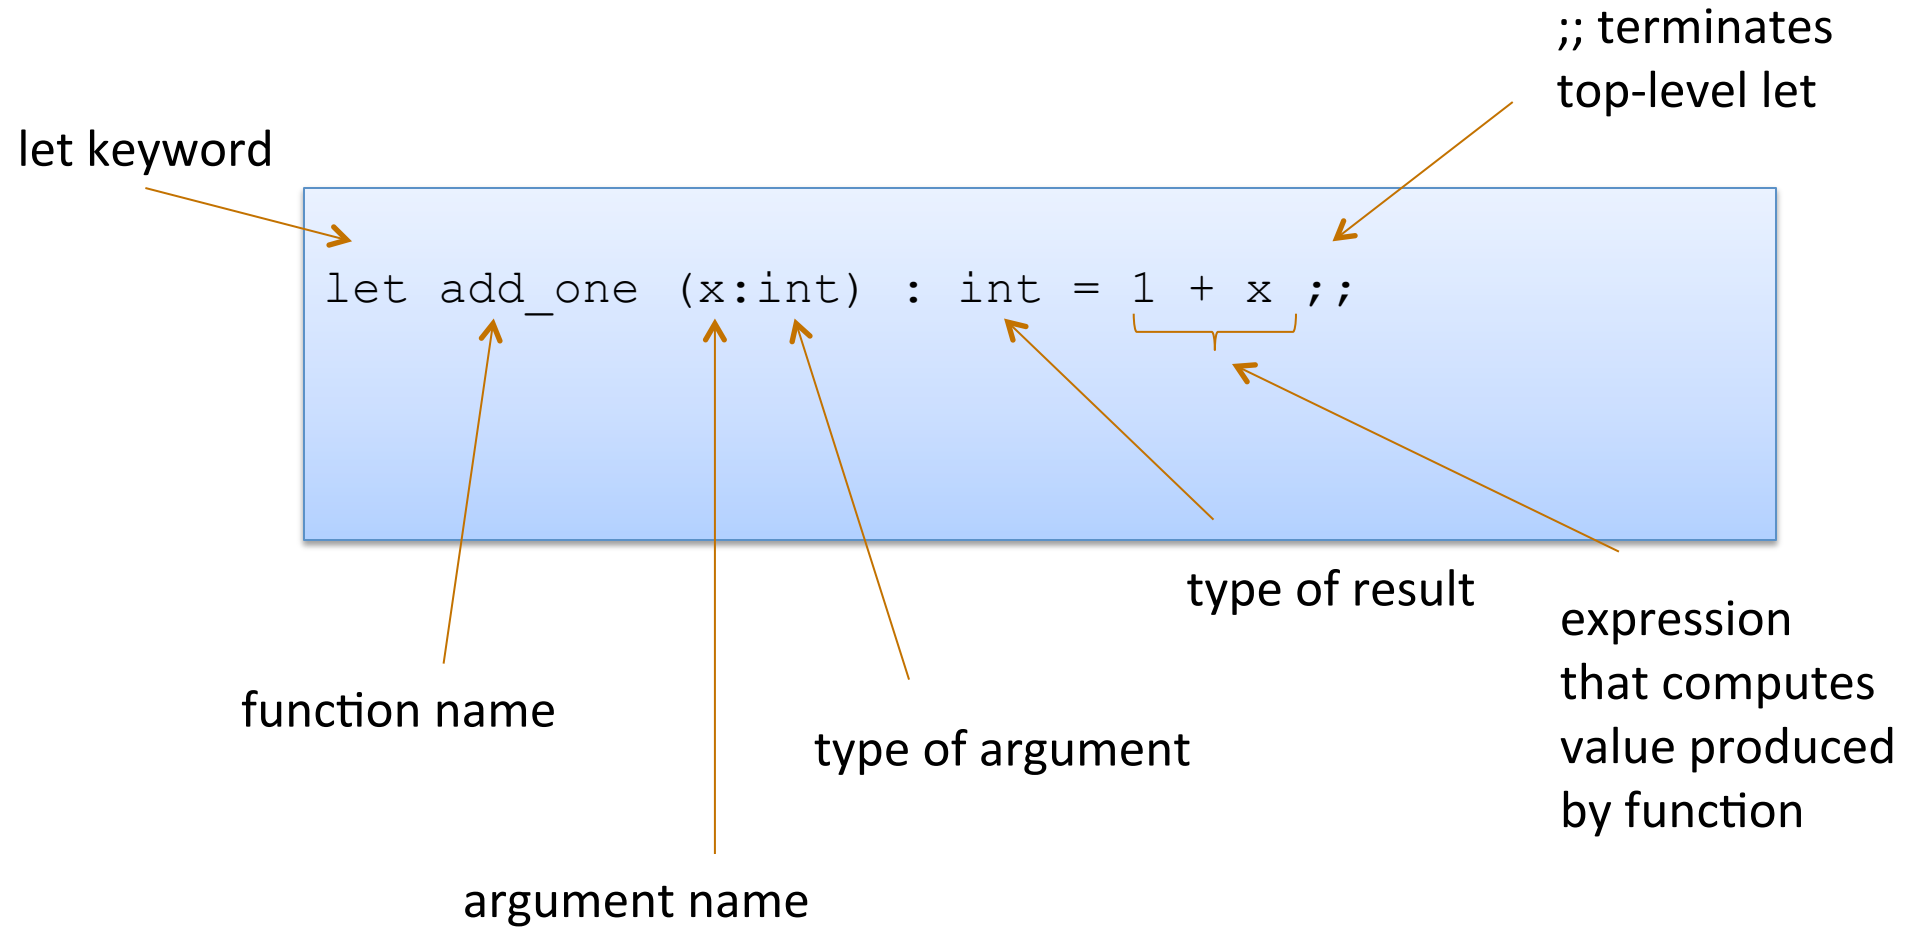 ;; terminates
top-level let
let keyword
let add_one (x:int) : int = 1 + x ;;
type of result
expression
that computes
value produced
by function
function name
type of argument
argument name